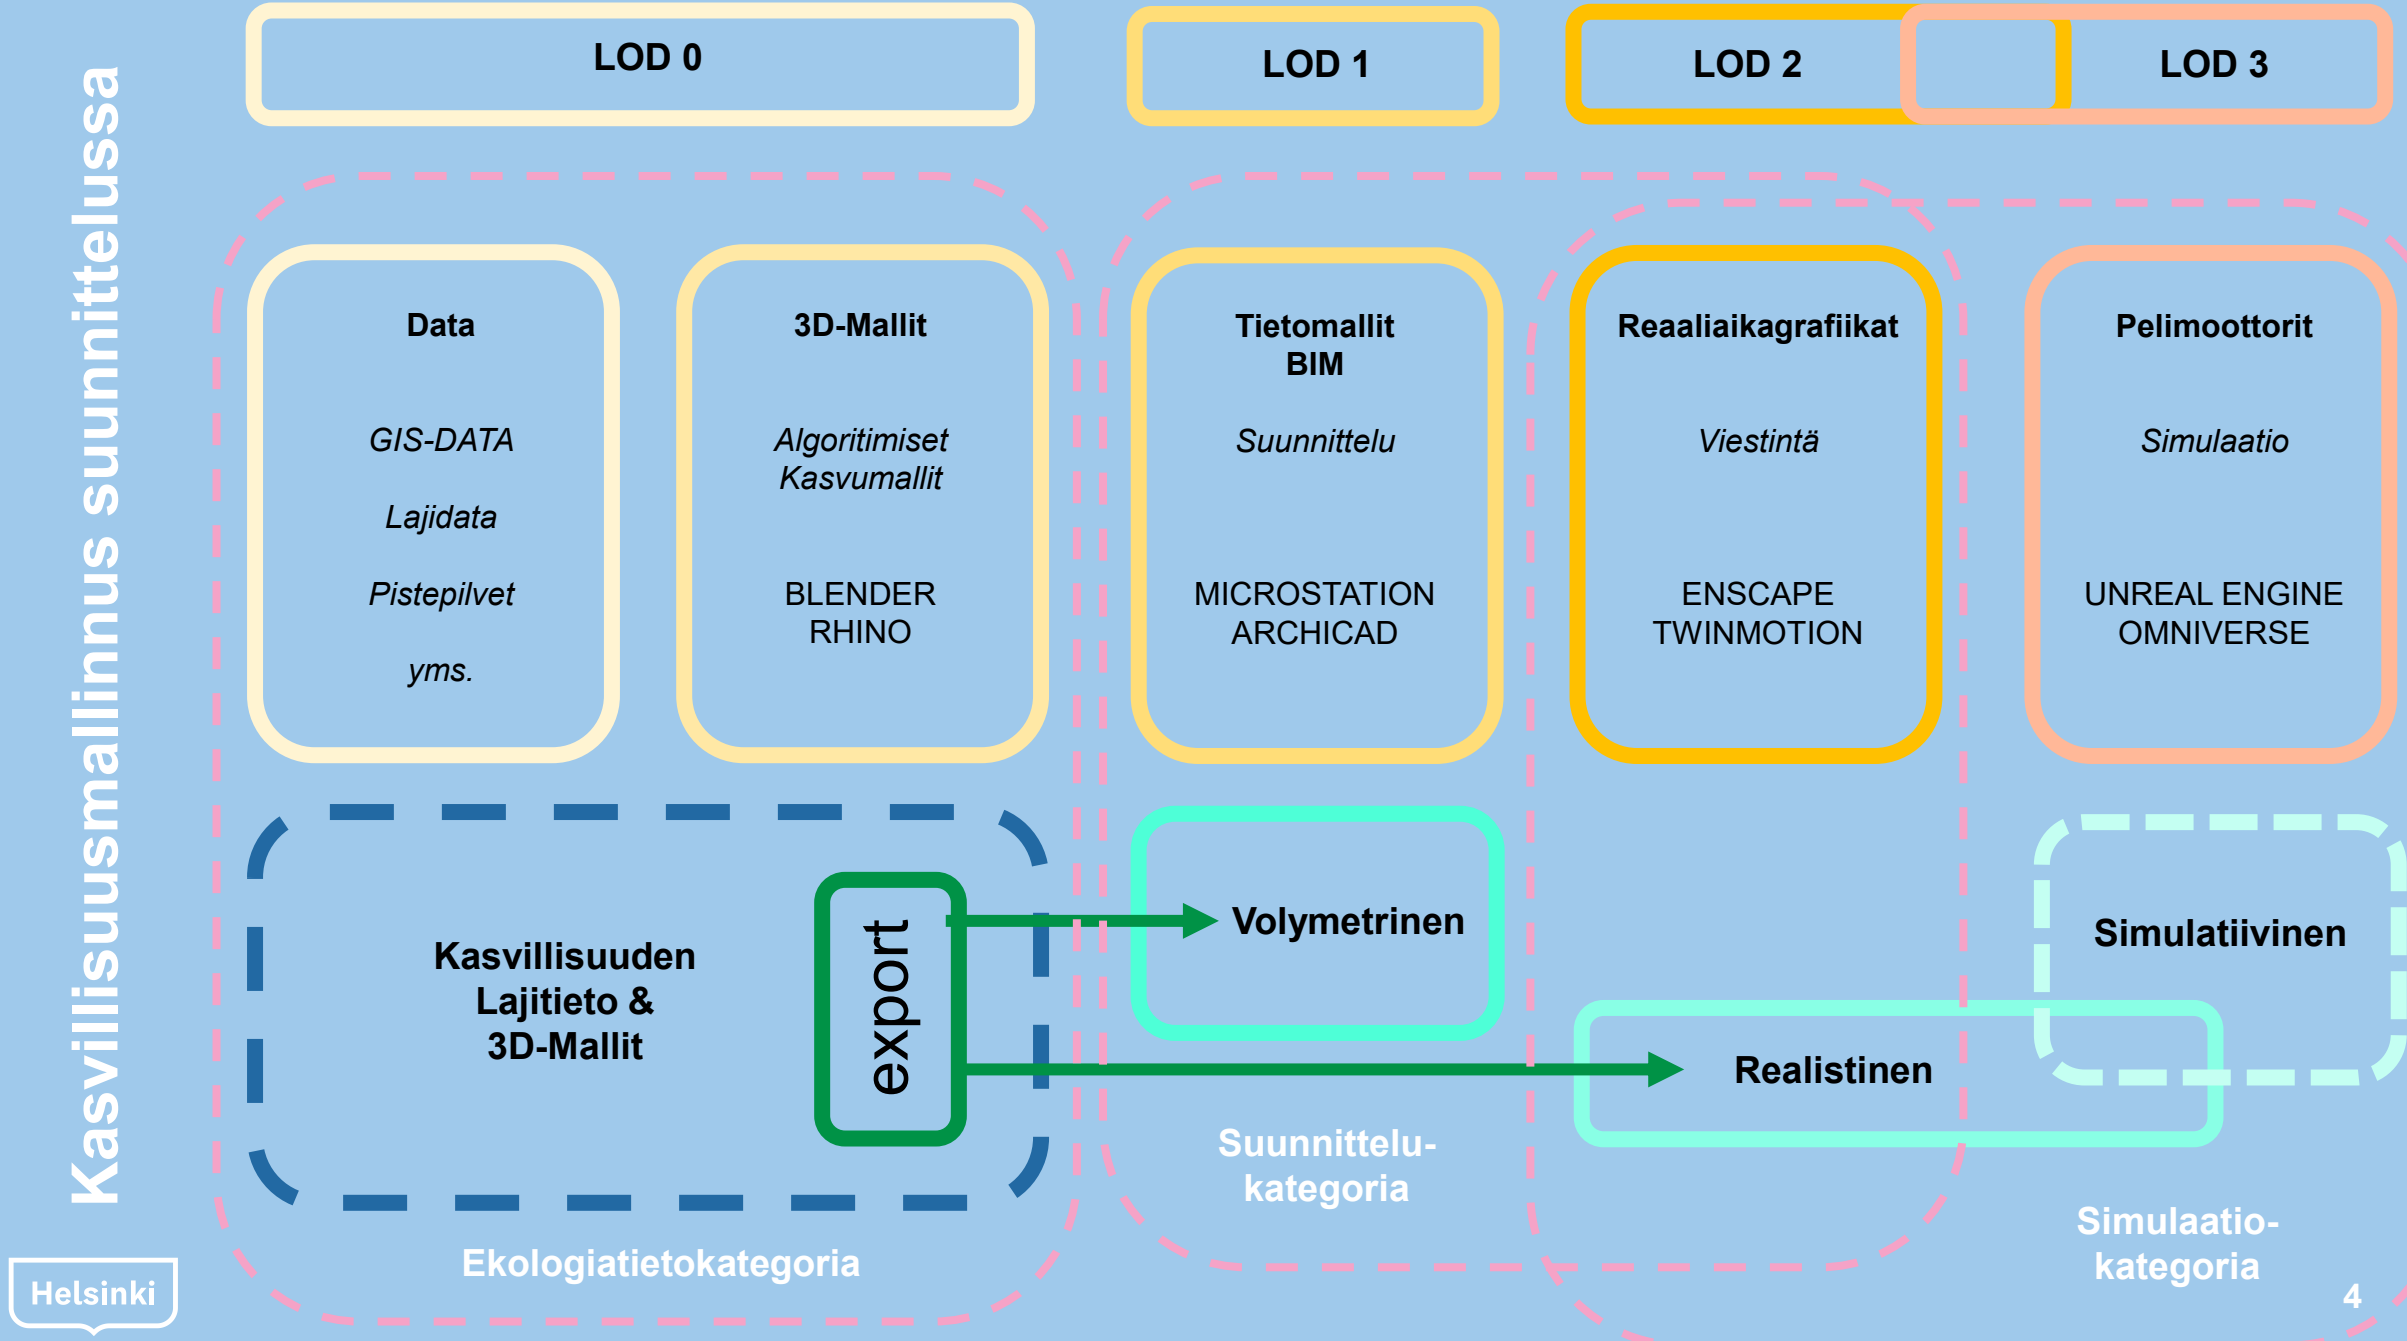 Kasvillisuusmallinnus suunnittelussa
LOD 0
LOD 1
LOD 2
LOD 3
Data
GIS-DATA
Lajidata
Pistepilvet
yms.
3D-Mallit
Algoritimiset
Kasvumallit
BLENDER
RHINO
Tietomallit
BIM
Suunnittelu
MICROSTATION
ARCHICAD
Reaaliaikagrafiikat
Viestintä
ENSCAPE
TWINMOTION
Pelimoottorit
Simulaatio
UNREAL ENGINE
OMNIVERSE
Kasvillisuuden
Lajitieto &
3D-Mallit
export
Volymetrinen
Realistinen
Simulatiivinen
Ekologiatietokategoria
Suunnittelu-
kategoria
Simulaatio-
kategoria
Helsinki
4